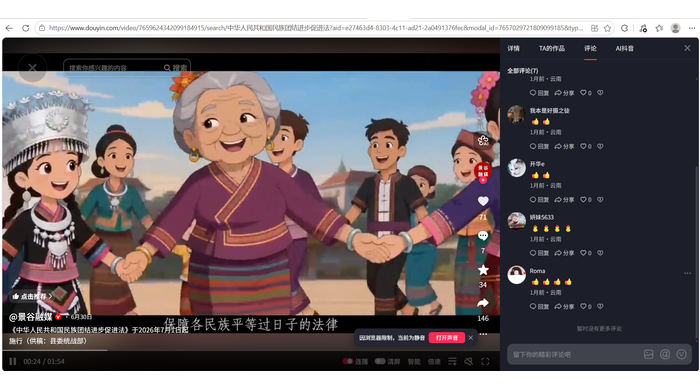 https://www.douyin.com/video/7659624342099184915/search/中华人民共和国民族团结进步促进法?aid=e27463d4-8303-4c11-ad21-2a0491376fec&modal_id=7657029721809099185&typ...
搜索你感兴趣的内容
搜索
点击推荐
@景谷融媒 6月30日
《中华人民共和国民族团结进步促进法》于2026年7月1日起
施行（供稿：县委统战部）
保障各民族平等过日子的法律
00:24 / 01:54
连播
清屏
智能
倍速
因浏览器限制，当前为静音
打开声音
71
7
34
146
详情
TA的作品
评论
AI抖音
全部评论(7)
1月前·云南
回复 分享 0
我本是好摄之徒
1月前·云南
回复 分享 0
开华e
1月前·云南
回复 分享 0
妍妹5633
1月前·云南
回复 分享 0
Roma
1月前·云南
回复 分享 0
暂时没有更多评论
留下你的精彩评论吧